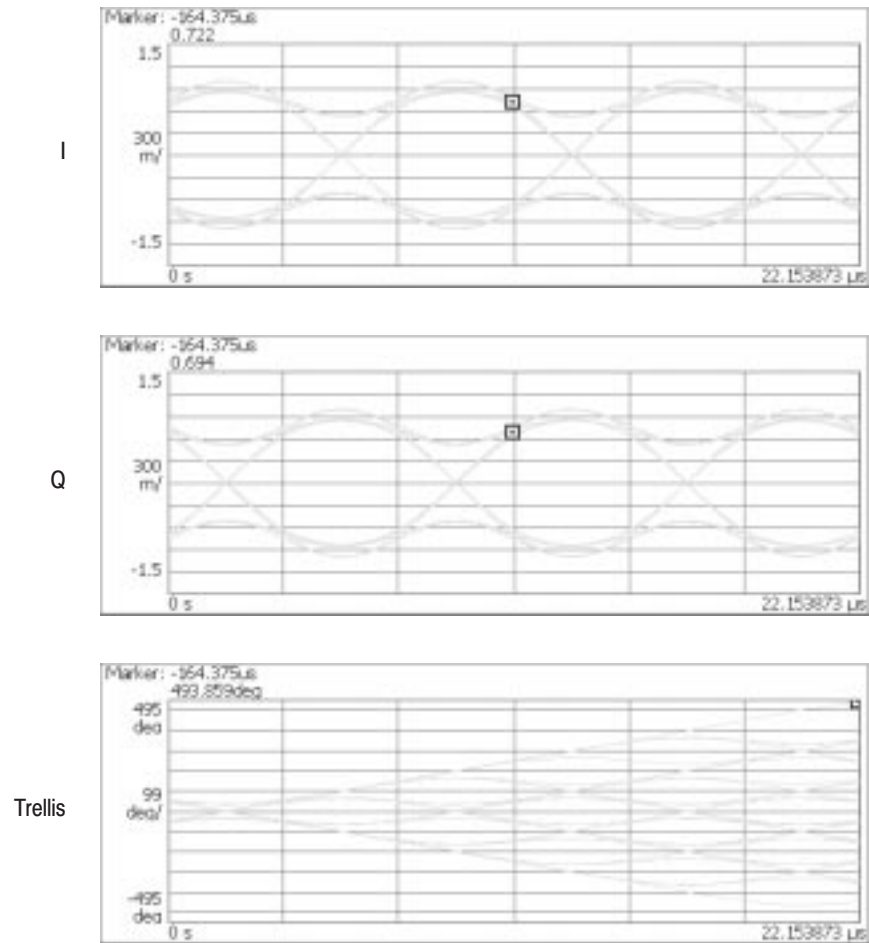 Marker: -164.375us
0.722
1.5
I
300
m/
-1.5
0 s
22.153873 µs
Marker: -164.375us
0.694
1.5
Q
300
m/
-1.5
0 s
22.153873 µs
Marker: -164.375us
493.859deg
495
deg
Trellis
99
deg/
-495
deg
0 s
22.153873 µs